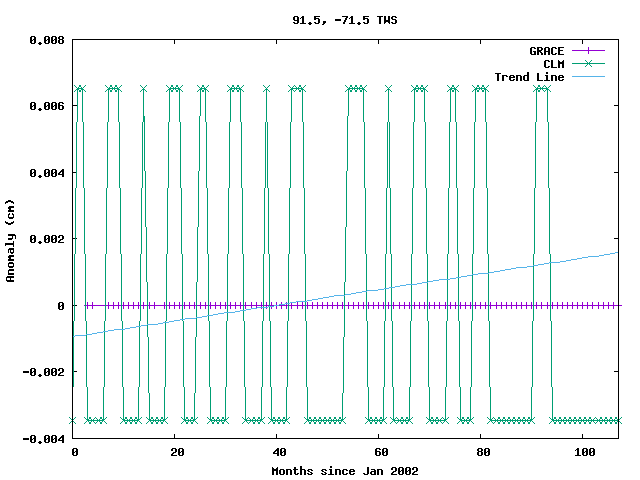 91.5, -71.5 TWS
0.008
0.006
0.004
0.002
0
-0.002
-0.004
Anomaly (cm)
GRACE
CLM
Trend Line
0 20 40 60 80 100
Months since Jan 2002